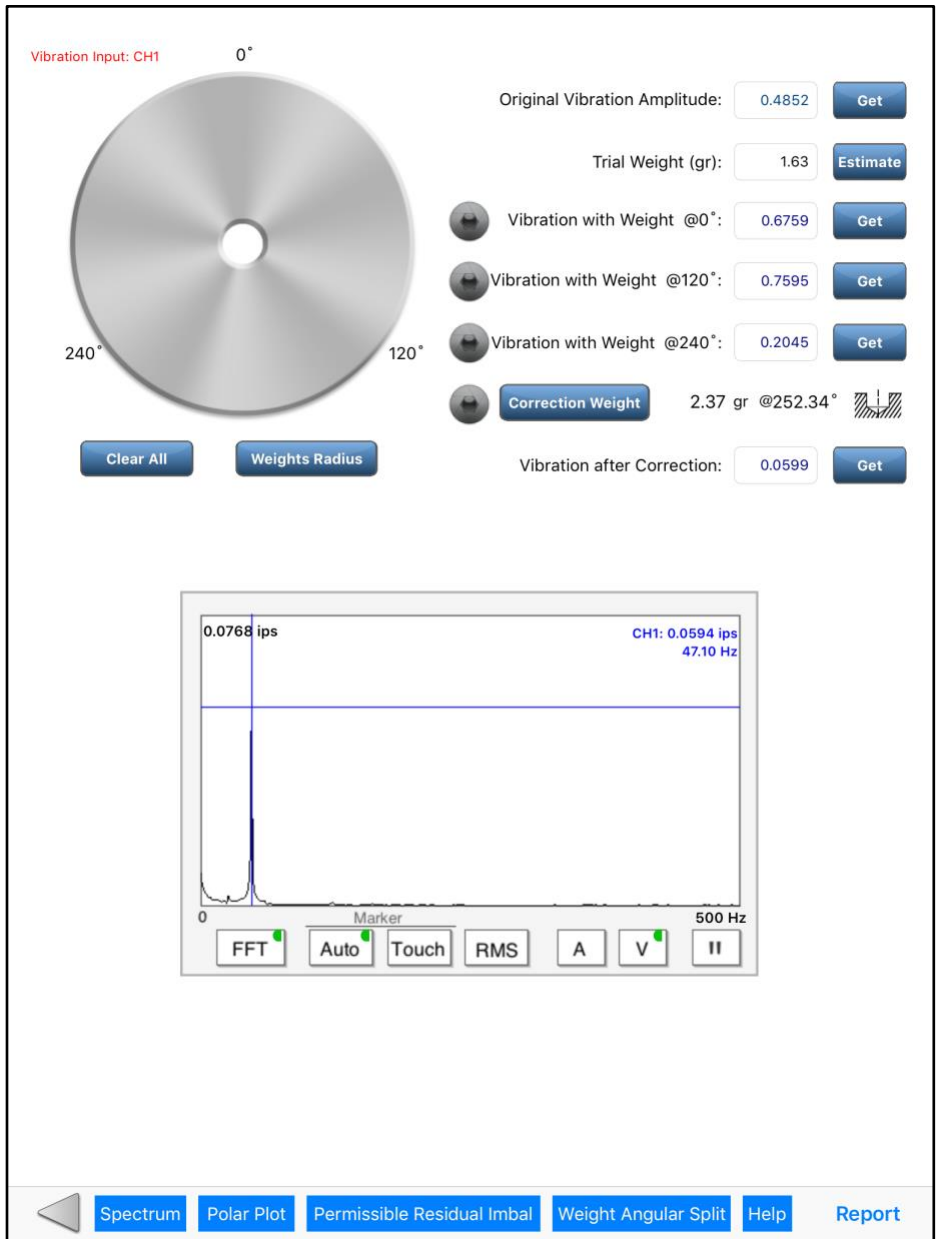 Vibration Input: CH1
0°
240°
120°
Clear All
Weights Radius
Original Vibration Amplitude: 0.4852 Get
Trial Weight (gr): 1.63 Estimate
Vibration with Weight @0°: 0.6759 Get
Vibration with Weight @120°: 0.7595 Get
Vibration with Weight @240°: 0.2045 Get
Correction Weight 2.37 gr @252.34°
Vibration after Correction: 0.0599 Get
0.0768 ips
CH1: 0.0594 ips
47.10 Hz
0 Marker 500 Hz
FFT Auto Touch RMS A V II
Spectrum Polar Plot Permissible Residual Imbal Weight Angular Split Help Report